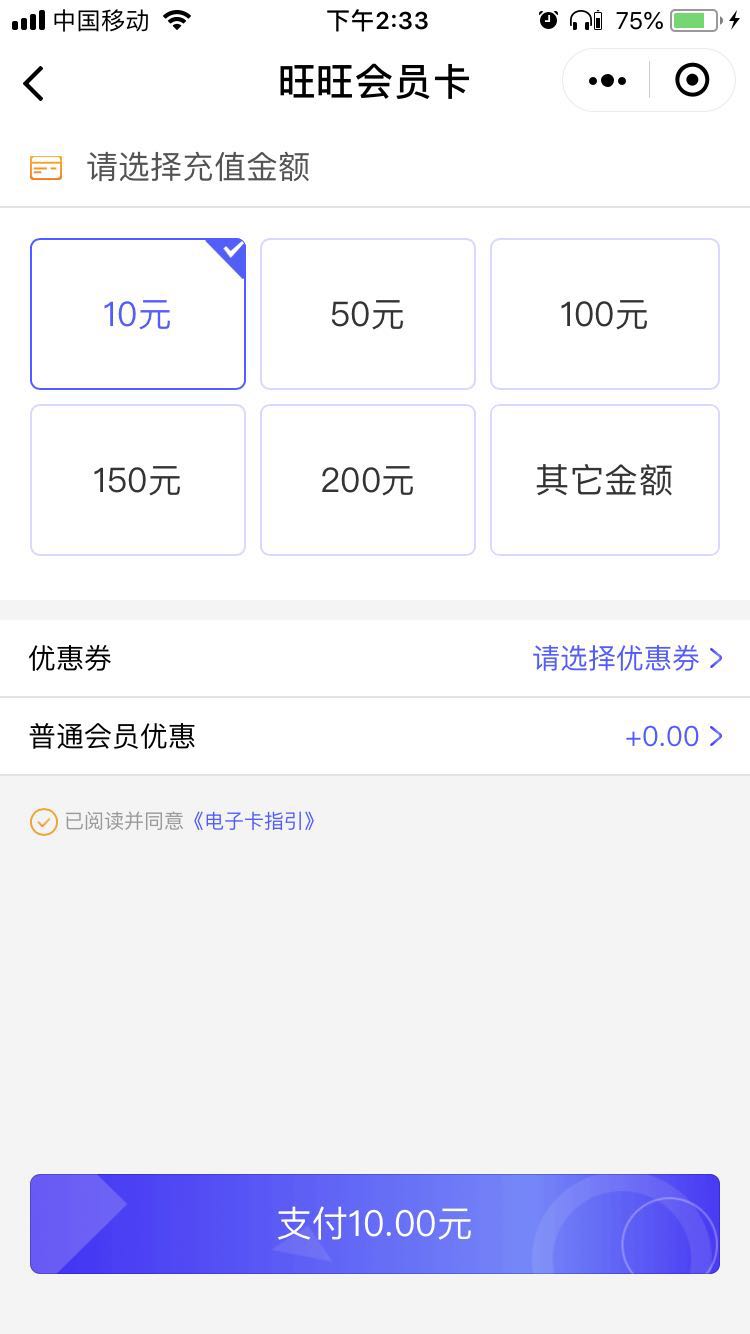 中国移动 下午2:33 75%
旺旺会员卡
请选择充值金额
10元 50元 100元
150元 200元 其它金额
优惠券 请选择优惠券
普通会员优惠 +0.00
已阅读并同意《电子卡指引》
支付10.00元